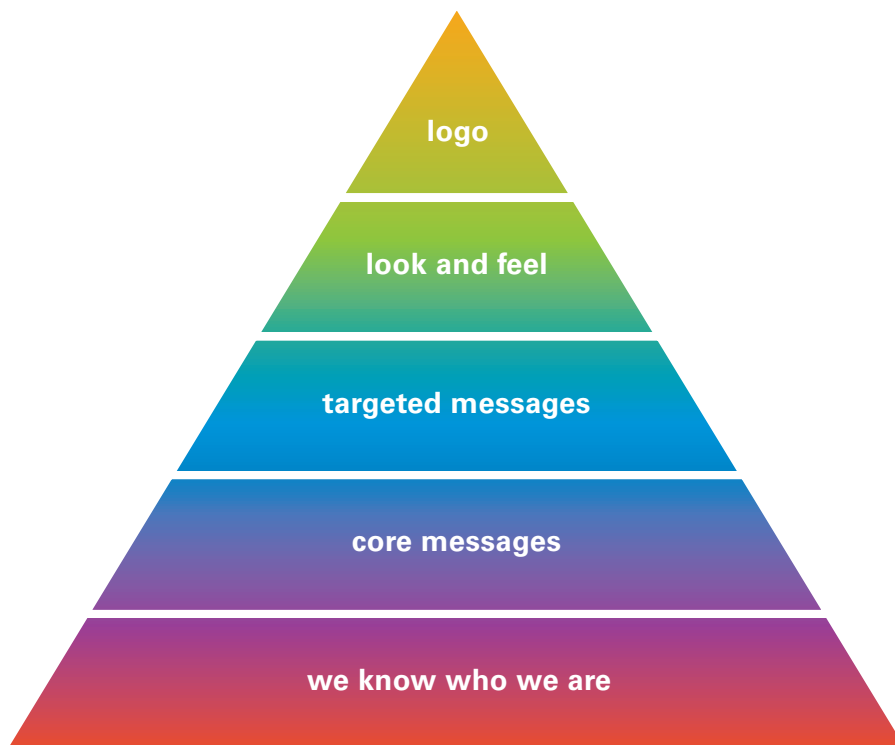 logo
look and feel
targeted messages
core messages
we know who we are